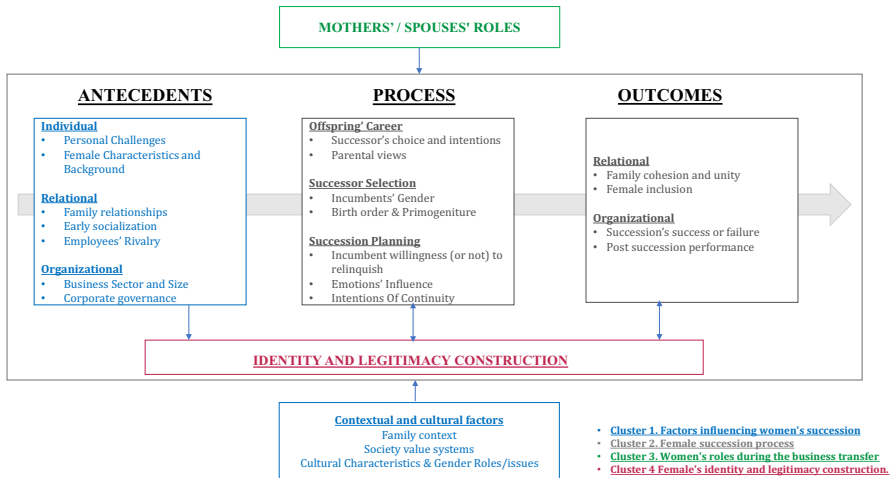 MOTHERS' / SPOUSES' ROLES
ANTECEDENTS
Individual
• Personal Challenges
• Female Characteristics and
Background
Relational
• Family relationships
• Early socialization
• Employees' Rivalry
Organizational
• Business Sector and Size
• Corporate governance
PROCESS
Offspring' Career
• Successor's choice and intentions
• Parental views
Successor Selection
• Incumbents' Gender
• Birth order & Primogeniture
Succession Planning
• Incumbent willingness (or not) to
relinquish
• Emotions' Influence
• Intentions Of Continuity
OUTCOMES
Relational
• Family cohesion and unity
• Female inclusion
Organizational
• Succession's success or failure
• Post succession performance
IDENTITY AND LEGITIMACY CONSTRUCTION
Contextual and cultural factors
Family context
Society value systems
Cultural Characteristics & Gender Roles/issues
• Cluster 1. Factors influencing women's succession
• Cluster 2. Female succession process
• Cluster 3. Women's roles during the business transfer
• Cluster 4 Female's identity and legitimacy construction.